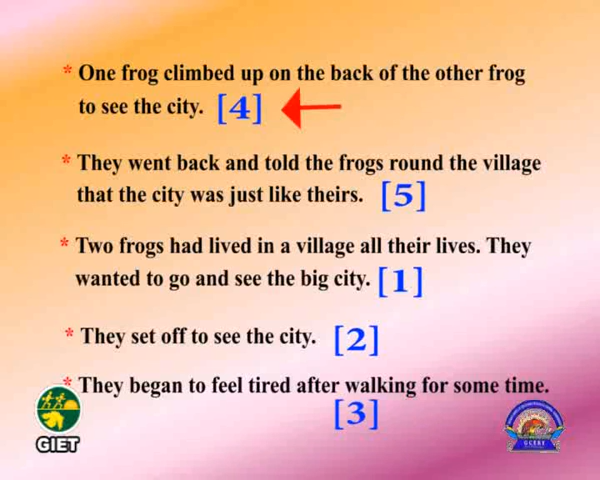 * One frog climbed up on the back of the other frog
to see the city. [4]
* They went back and told the frogs round the village
that the city was just like theirs. [5]
* Two frogs had lived in a village all their lives. They
wanted to go and see the big city. [1]
* They set off to see the city. [2]
* They began to feel tired after walking for some time.
[3]
GIET
GCERT